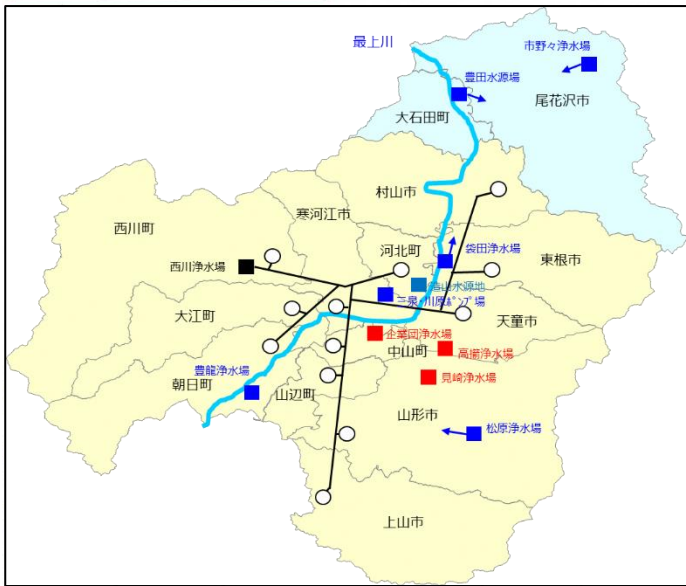 最上川
市野々浄水場
豊田水源場
尾花沢市
大石田町
村山市
寒河江市
西川町
河北町
袋田浄水場
東根市
西川浄水場
水源地
一泉 川原ﾎﾟﾝﾌﾟ場
大江町
天童市
企業団浄水場
中山町
高擶浄水場
豊龍浄水場
朝日町
山辺町
見崎浄水場
山形市
松原浄水場
上山市